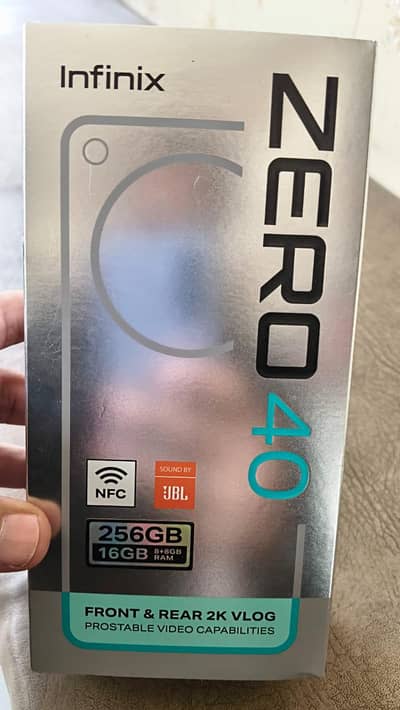 Infinix
ZERO 40
NFC
SOUND BY
JBL
256GB
16GB 8+8GB RAM
FRONT & REAR 2K VLOG
PROSTABLE VIDEO CAPABILITIES